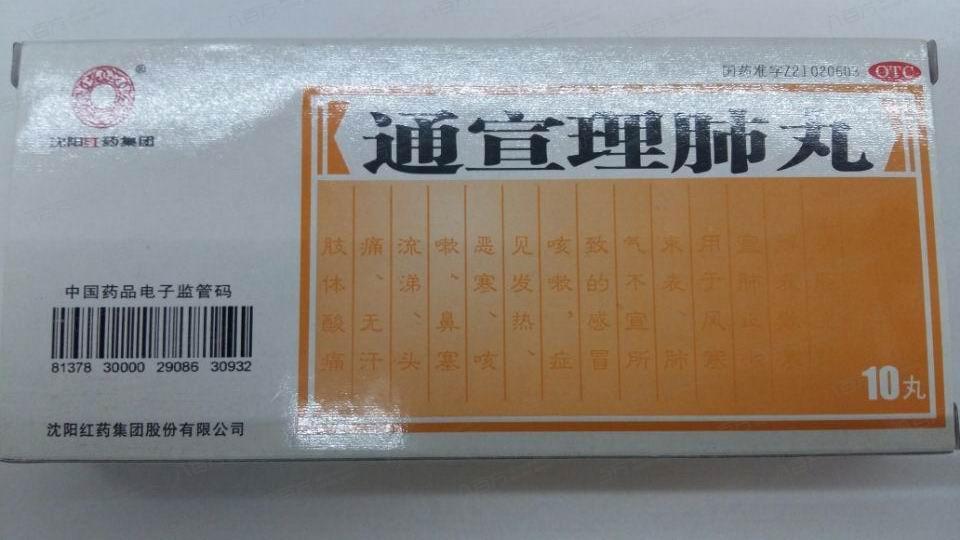 国药准字Z21020603 OTC
沈阳红药集团
通宣理肺丸
宣肺止
用于风寒
束表、肺
气不宣所
致的感冒
咳嗽,症
见发热、
恶寒、咳
嗽、鼻塞
流涕、头
痛、无汗
肢体酸痛
中国药品电子监管码
81378 30000 29086 30932
10丸
沈阳红药集团股份有限公司